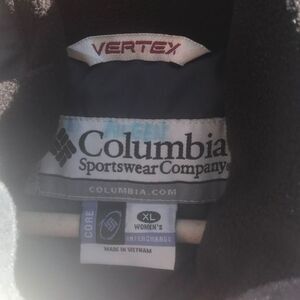 VERTEX
Columbia
Sportswear Company
COLUMBIA.COM
CORE
XL
WOMEN'S
INTERCHANGE
MADE IN VIETNAM